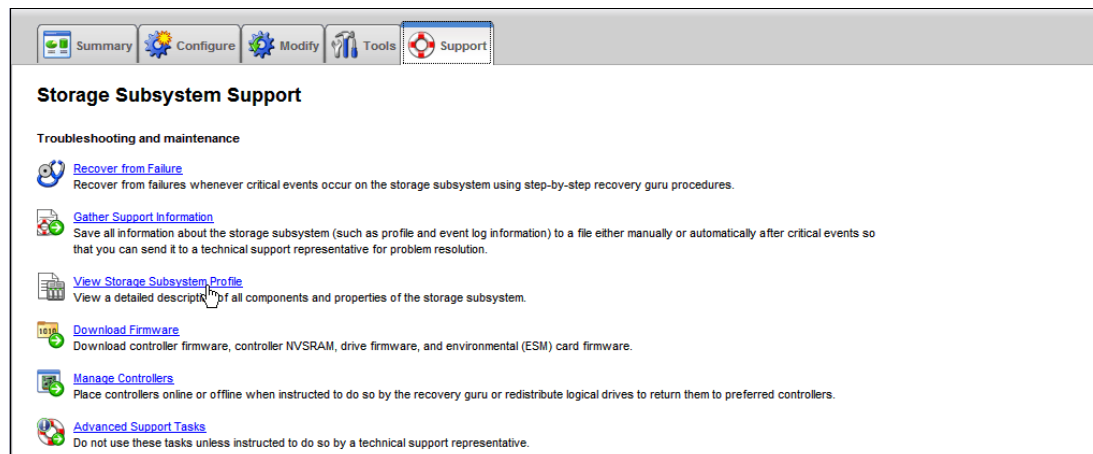 Summary Configure Modify Tools Support
Storage Subsystem Support
Troubleshooting and maintenance
Recover from Failure
Recover from failures whenever critical events occur on the storage subsystem using step-by-step recovery guru procedures.
Gather Support Information
Save all information about the storage subsystem (such as profile and event log information) to a file either manually or automatically after critical events so
that you can send it to a technical support representative for problem resolution.
View Storage Subsystem Profile
View a detailed description of all components and properties of the storage subsystem.
1010
Download Firmware
Download controller firmware, controller NVSRAM, drive firmware, and environmental (ESM) card firmware.
Manage Controllers
Place controllers online or offline when instructed to do so by the recovery guru or redistribute logical drives to return them to preferred controllers.
Advanced Support Tasks
Do not use these tasks unless instructed to do so by a technical support representative.